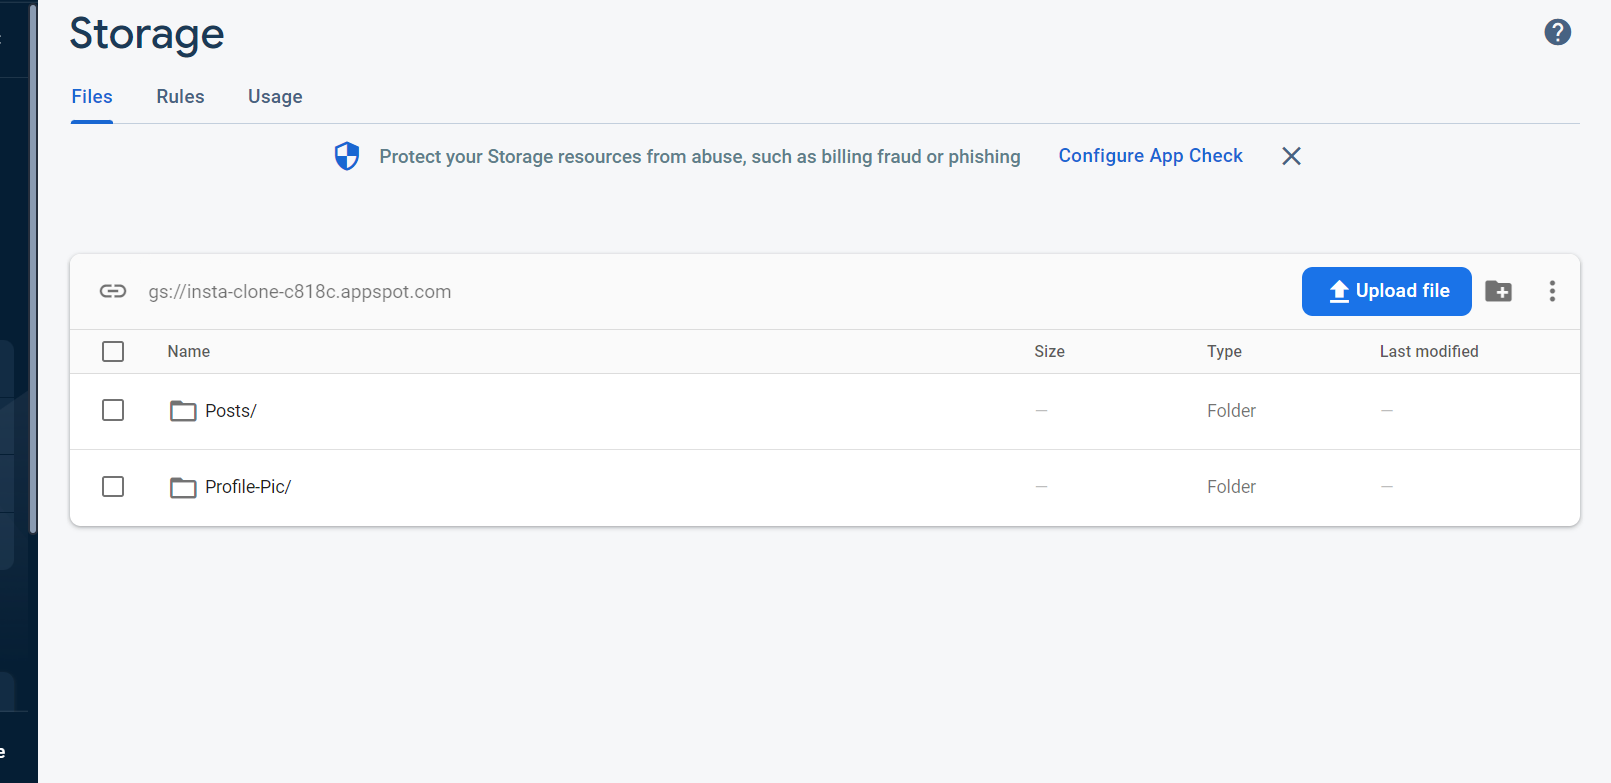 Storage
?
Files Rules Usage
Protect your Storage resources from abuse, such as billing fraud or phishing Configure App Check
gs://insta-clone-c818c.appspot.com Upload file
Name Size Type Last modified
Posts/ — Folder —
Profile-Pic/ — Folder —
e